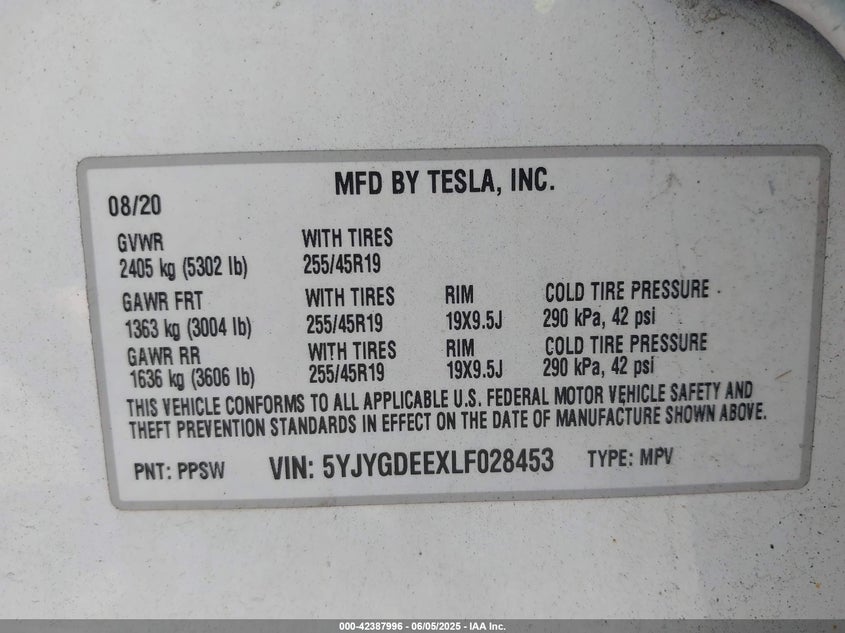 MFD BY TESLA, INC.
08/20
GVWR WITH TIRES
2405 kg (5302 lb) 255/45R19
GAWR FRT WITH TIRES RIM COLD TIRE PRESSURE
1363 kg (3004 lb) 255/45R19 19X9.5J 290 kPa, 42 psi
GAWR RR WITH TIRES RIM COLD TIRE PRESSURE
1636 kg (3606 lb) 255/45R19 19X9.5J 290 kPa, 42 psi
THIS VEHICLE CONFORMS TO ALL APPLICABLE U.S. FEDERAL MOTOR VEHICLE SAFETY AND
THEFT PREVENTION STANDARDS IN EFFECT ON THE DATE OF MANUFACTURE SHOWN ABOVE.
PNT: PPSW VIN: 5YJYGDEEXLF028453 TYPE: MPV
000-42387996 - 06/05/2025 - IAA Inc.